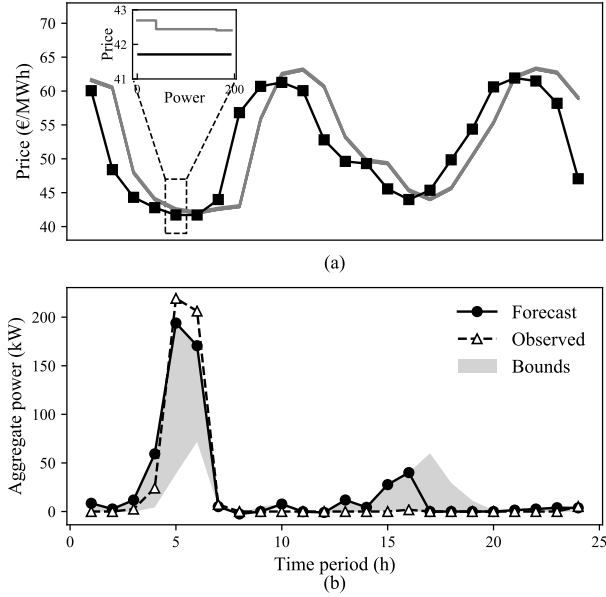 70
65
60
55
50
45
40
Price (€/MWh)
43
42
41
Price
0
200
Power
(a)
200
150
100
50
0
Aggregate power (kW)
Forecast
Observed
Bounds
0
5
10
15
20
25
Time period (h)
(b)